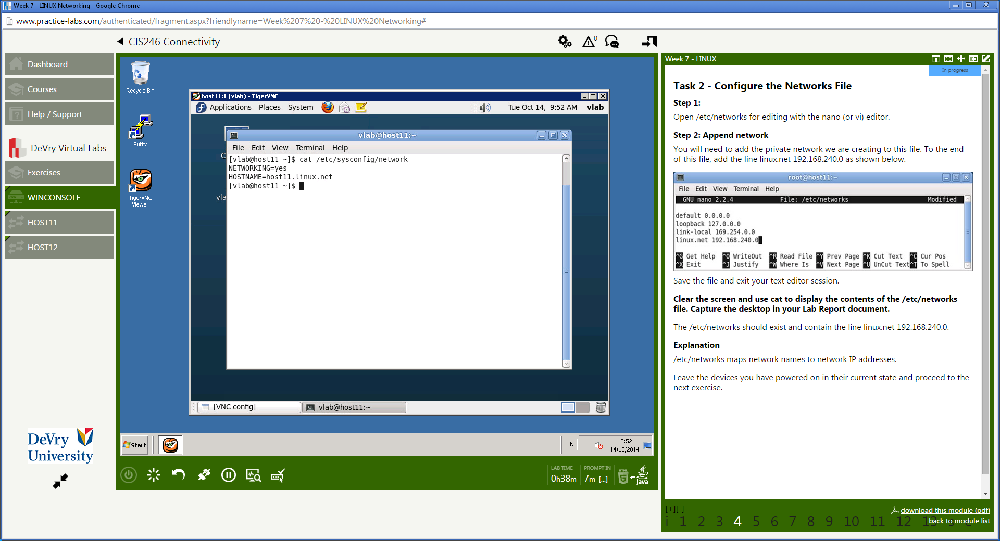 Week 7 - LINUX Networking - Google Chrome
www.practice-labs.com/authenticated/fragment.aspx?friendlyname=Week%207%20-%20LINUX%20Networking#
CIS246 Connectivity
0
Dashboard
Courses
Help / Support
DeVry Virtual Labs
Exercises
WINCONSOLE
HOST11
HOST12
DeVry
University
Recycle Bin
Putty
TigerVNC
Viewer
host11:1 (vlab) - TigerVNC
Applications Places System
Tue Oct 14, 9:52 AM vlab
C
vla
vlab@host11:~
File Edit View Terminal Help
[vlab@host11 ~]$ cat /etc/sysconfig/network
NETWORKING=yes
HOSTNAME=host11.linux.net
[vlab@host11 ~]$
[VNC config]
vlab@host11:~
Start
EN
10:52
14/10/2014
LAB TIME
0h38m
PROMPT IN
7m [...]
HTML
5
Java
Week 7 - LINUX
In progress
Task 2 - Configure the Networks File
Step 1:
Open /etc/networks for editing with the nano (or vi) editor.
Step 2: Append network
You will need to add the private network we are creating to this file. To the end
of this file, add the line linux.net 192.168.240.0 as shown below.
root@host11:~
File Edit View Terminal Help
GNU nano 2.2.4 File: /etc/networks Modified
default 0.0.0.0
loopback 127.0.0.0
link-local 169.254.0.0
linux.net 192.168.240.0
^G Get Help ^O WriteOut ^R Read File ^Y Prev Page ^K Cut Text ^C Cur Pos
^X Exit ^J Justify ^W Where Is ^V Next Page ^U UnCut Text ^T To Spell
Save the file and exit your text editor session.
Clear the screen and use cat to display the contents of the /etc/networks
file. Capture the desktop in your Lab Report document.
The /etc/networks should exist and contain the line linux.net 192.168.240.0.
Explanation
/etc/networks maps network names to network IP addresses.
Leave the devices you have powered on in their current state and proceed to the
next exercise.
[+][-]
download this module (pdf)
i 1 2 3 4 5 6 7 8 9 10 11 12 13
back to module list